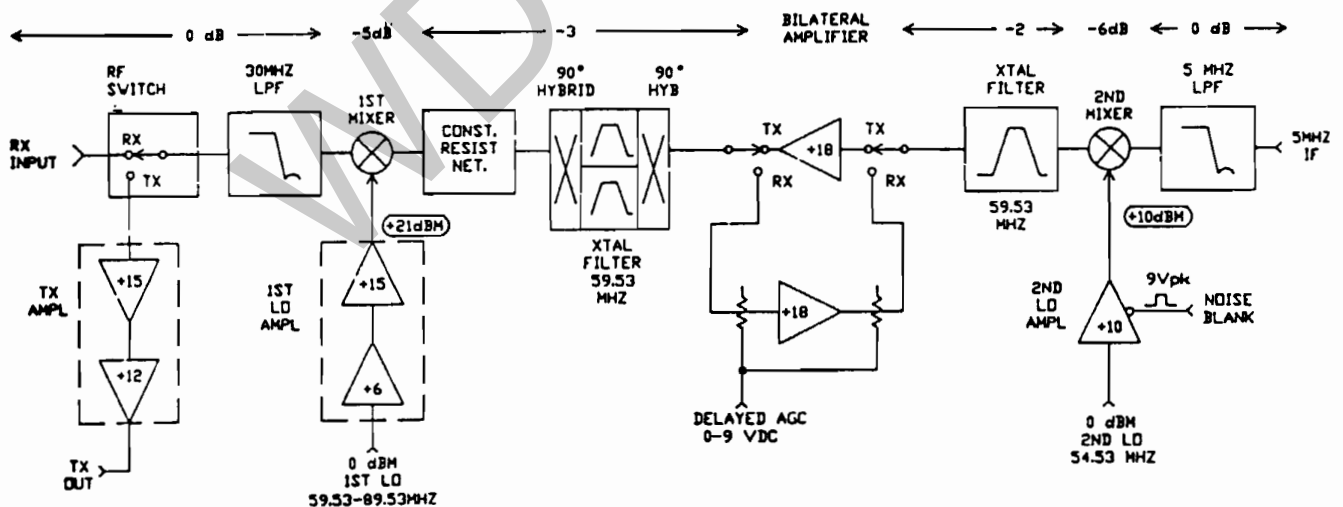 0 dB
-5dB
-3
BILATERAL
AMPLIFIER
-2
-6dB
0 dB
RF
SWITCH
30MHZ
LPF
1ST
MIXER
90°
HYBRID
90°
HYB
XTAL
FILTER
2ND
MIXER
5 MHZ
LPF
RX
INPUT
RX
TX
CONST.
RESIST
NET.
TX
+18
TX
RX
RX
5MHZ
IF
+21dBM
XTAL
FILTER
59.53
MHZ
59.53
MHZ
+10dBM
TX
AMPL
+15
+12
1ST
LO
AMPL
+15
+6
+18
2ND
LO
AMPL
+10
9Vpk
NOISE
BLANK
DELAYED AGC
0-9 VDC
TX
OUT
0 dBM
1ST LO
59.53-89.53MHZ
0 dBM
2ND LO
54.53 MHZ
WD